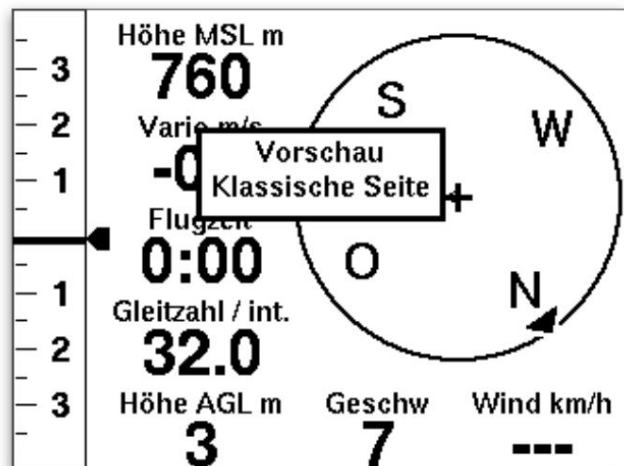 Höhe MSL m
760
Vario m/s
Vorschau
Klassische Seite
Flugzeit
0:00
Gleitzahl / int.
32.0
Höhe AGL m
3
Geschw
7
Wind km/h
---
3
2
1
1
2
3
S
W
O
N